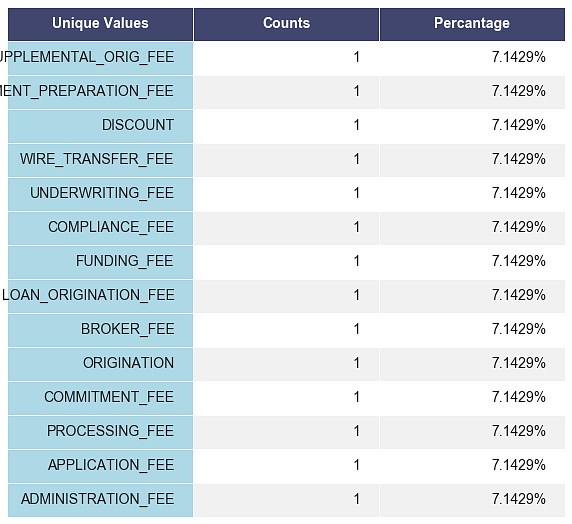 Unique Values Counts Percantage
UPPLEMENTAL_ORIG_FEE 1 7.1429%
MENT_PREPARATION_FEE 1 7.1429%
DISCOUNT 1 7.1429%
WIRE_TRANSFER_FEE 1 7.1429%
UNDERWRITING_FEE 1 7.1429%
COMPLIANCE_FEE 1 7.1429%
FUNDING_FEE 1 7.1429%
LOAN_ORIGINATION_FEE 1 7.1429%
BROKER_FEE 1 7.1429%
ORIGINATION 1 7.1429%
COMMITMENT_FEE 1 7.1429%
PROCESSING_FEE 1 7.1429%
APPLICATION_FEE 1 7.1429%
ADMINISTRATION_FEE 1 7.1429%